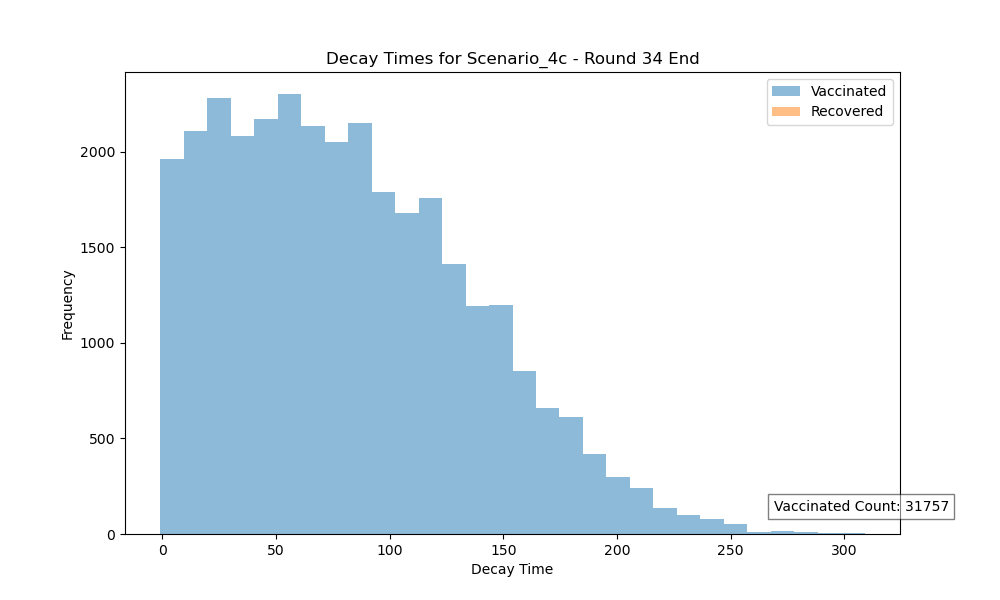 Decay Times for Scenario_4c - Round 34 End
Vaccinated
Recovered
Frequency
2000
1500
1000
500
0
Vaccinated Count: 31757
0 50 100 150 200 250 300
Decay Time